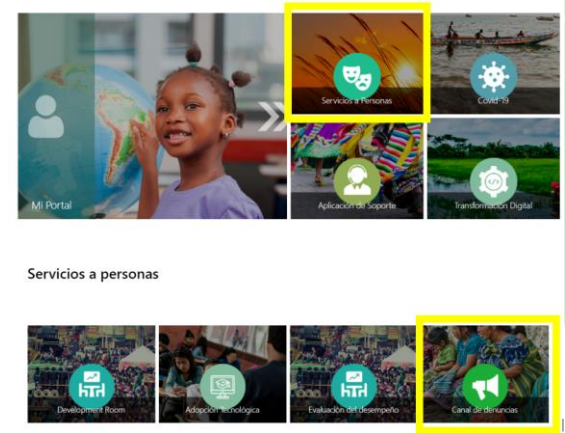 Mi Portal
Servicios a Personas
Covid-19
Aplicación de Soporte
Transformación Digital
Servicios a personas
Development Room
Adopción Tecnológica
Evaluación del desempeño
Canal de denuncias